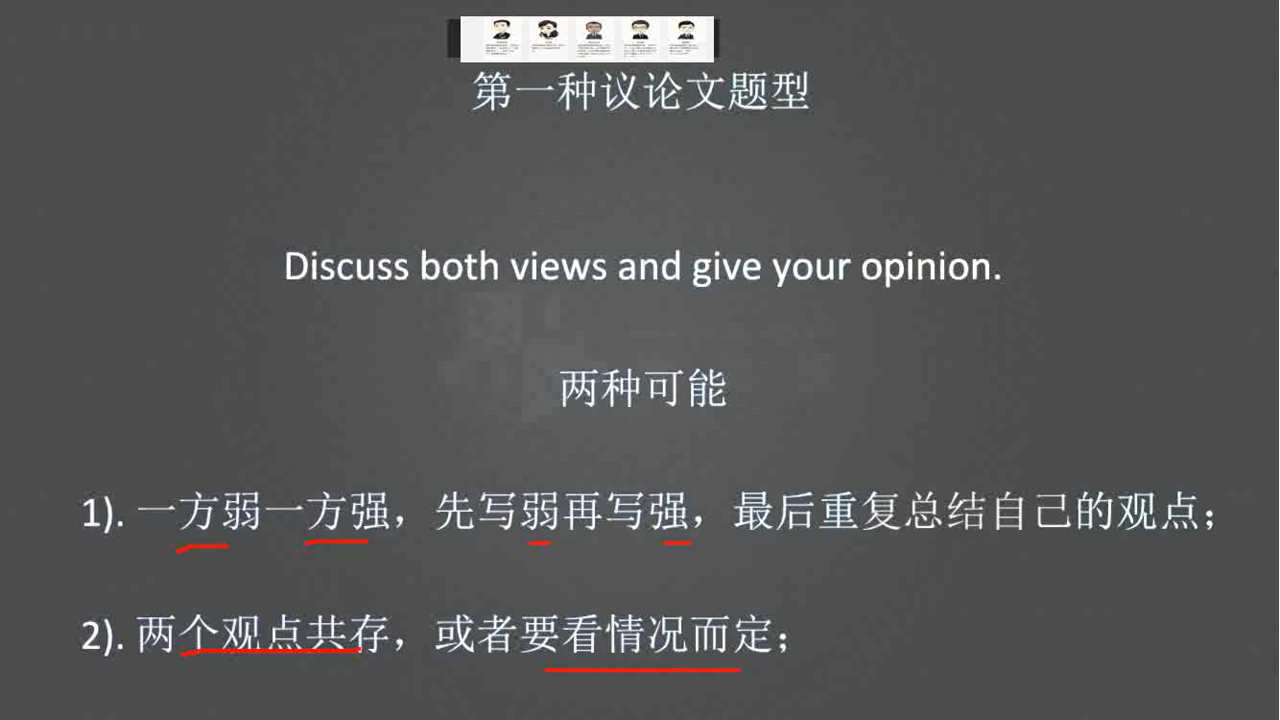 第一种议论文题型
Discuss both views and give your opinion.
两种可能
1). 一方弱一方强，先写弱再写强，最后重复总结自己的观点；
2). 两个观点共存，或者要看情况而定；